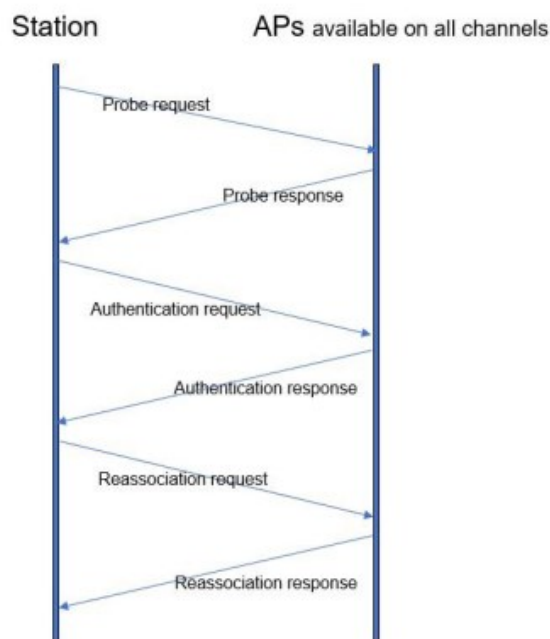 Station
APs available on all channels
Probe request
Probe response
Authentication request
Authentication response
Reassociation request
Reassociation response